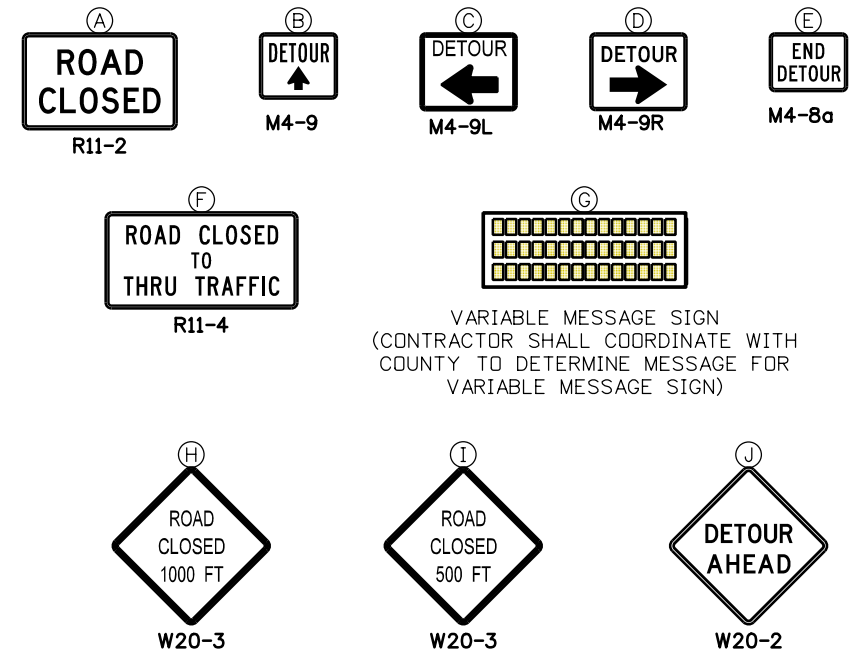 A
ROAD
CLOSED
R11-2
B
DETOUR
M4-9
C
DETOUR
M4-9L
D
DETOUR
M4-9R
E
END
DETOUR
M4-8a
F
ROAD CLOSED
TO
THRU TRAFFIC
R11-4
G
VARIABLE MESSAGE SIGN
(CONTRACTOR SHALL COORDINATE WITH
COUNTY TO DETERMINE MESSAGE FOR
VARIABLE MESSAGE SIGN)
H
ROAD
CLOSED
1000 FT
W20-3
I
ROAD
CLOSED
500 FT
W20-3
J
DETOUR
AHEAD
W20-2